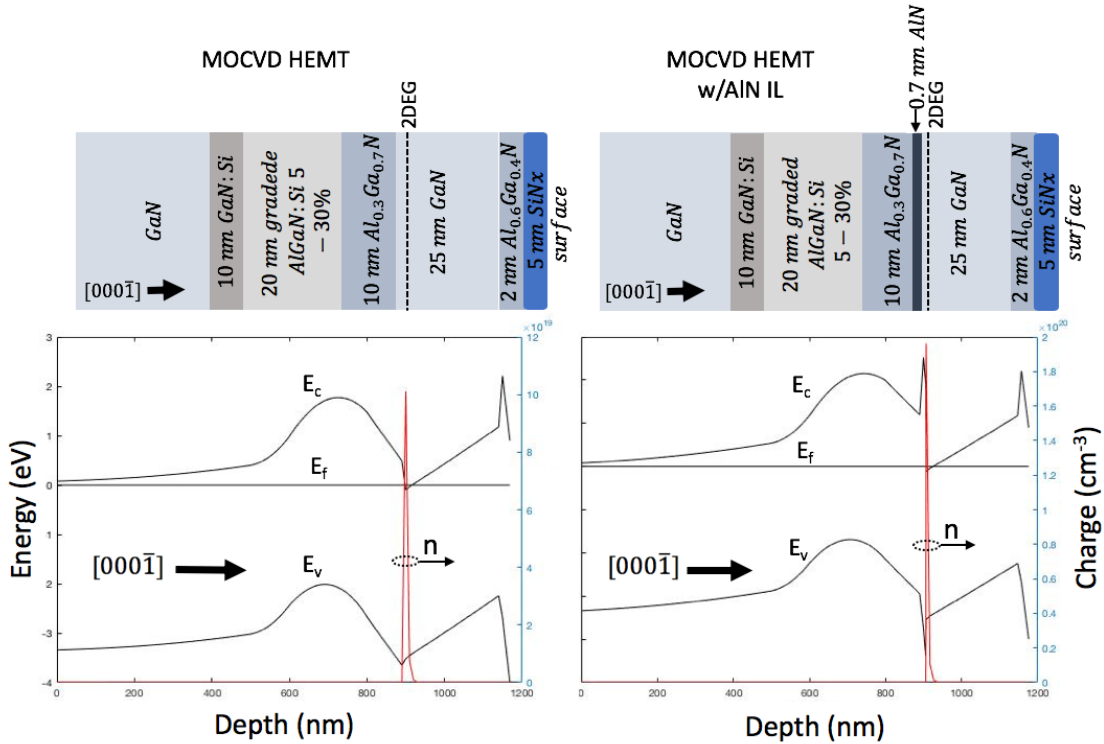 MOCVD HEMT
2DEG
GaN
10 nm GaN: Si
20 nm gradede
AlGaN: Si 5
− 30%
10 nm Al0.3Ga0.7N
25 nm GaN
2 nm Al0.6Ga0.4N
5 nm SiNx
surface
[0001̅]
MOCVD HEMT
w/AlN IL
0.7 nm AlN
2DEG
GaN
10 nm GaN: Si
20 nm graded
AlGaN: Si
5 − 30%
10 nm Al0.3Ga0.7N
25 nm GaN
2 nm Al0.6Ga0.4N
5 nm SiNx
surface
[0001̅]
×10^19
Energy (eV)
3
2
1
0
1
2
-3
-4
12
10
8
6
4
2
0
Ec
Ef
Ev
n
[0001̅]
0 200 400 600 800 1000 1200
Depth (nm)
×10^20
2
1.8
1.6
1.4
1.2
1
0.8
0.6
0.4
0.2
0
Charge (cm-3)
Ec
Ef
Ev
n
[0001̅]
0 200 400 600 800 1000 1200
Depth (nm)